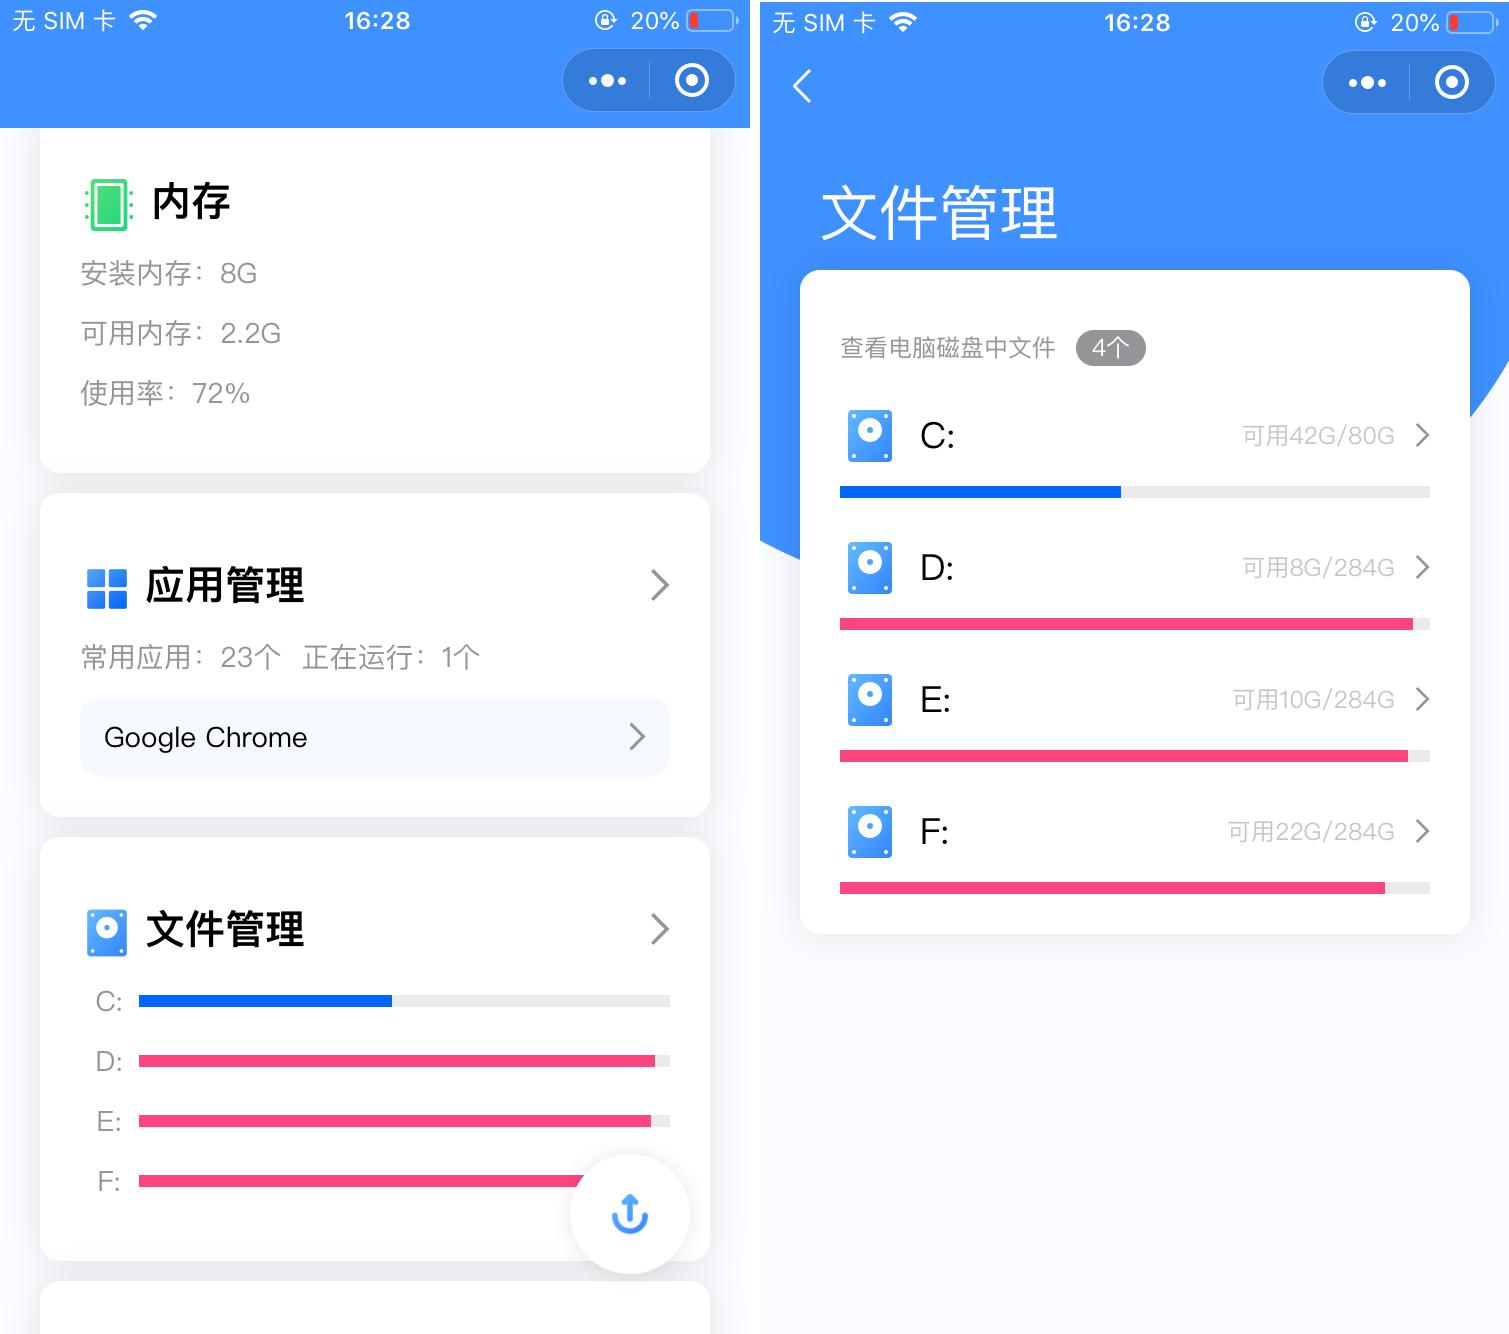 无 SIM 卡 16:28 20%
内存
安装内存：8G
可用内存：2.2G
使用率：72%
应用管理
常用应用：23个 正在运行：1个
Google Chrome
文件管理
C:
D:
E:
F:
无 SIM 卡 16:28 20%
文件管理
查看电脑磁盘中文件 4个
C: 可用42G/80G
D: 可用8G/284G
E: 可用10G/284G
F: 可用22G/284G